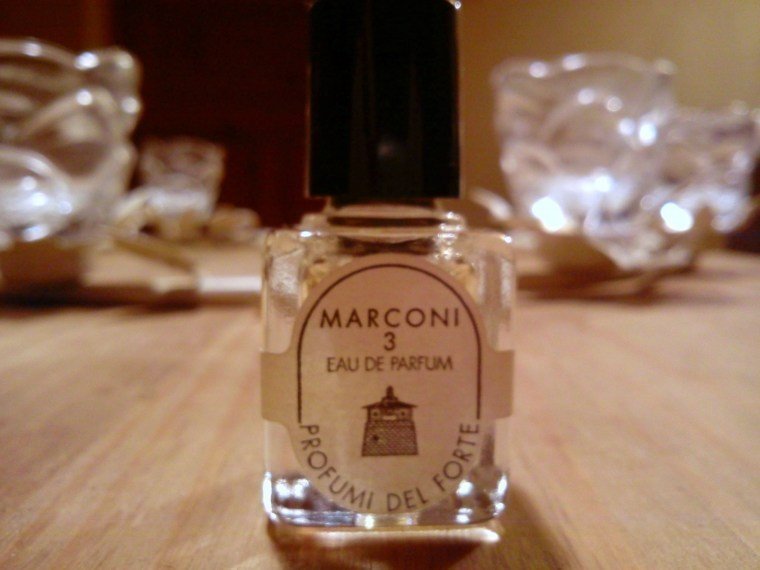 MARCONI
3
EAU DE PARFUM
PROFUMI DEL FORTE